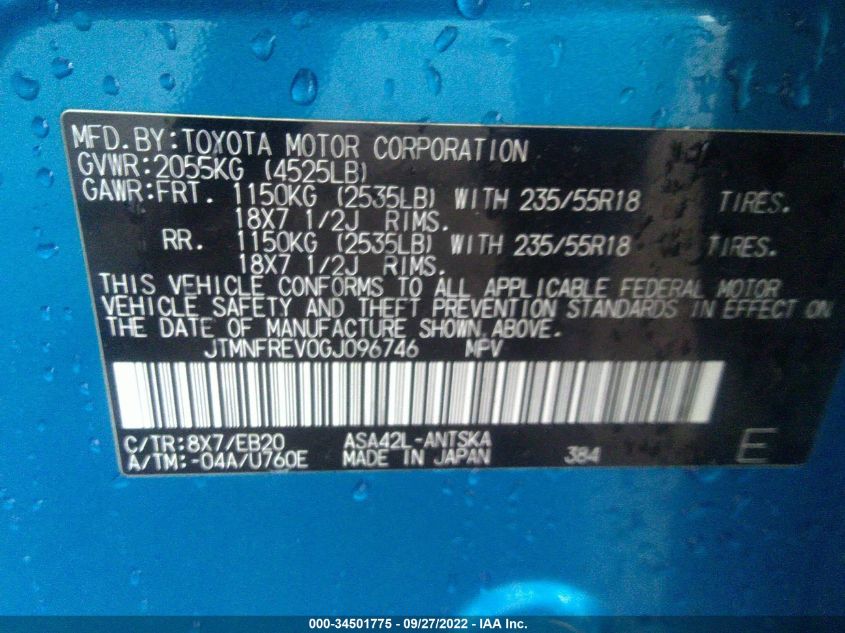 MFD.BY:TOYOTA MOTOR CORPORATION
GVWR:2055KG (4525LB)
GAWR:FRT. 1150KG (2535LB) WITH 235/55R18 TIRES.
18X7 1/2J RIMS.
RR. 1150KG (2535LB) WITH 235/55R18 TIRES.
18X7 1/2J RIMS.
THIS VEHICLE CONFORMS TO ALL APPLICABLE FEDERAL MOTOR
VEHICLE SAFETY AND THEFT PREVENTION STANDARDS IN EFFECT ON
THE DATE OF MANUFACTURE SHOWN ABOVE.
JTMNFREV0GJ096746 MPV
C/TR:8X7/EB20 ASA42L-ANTSKA
A/TM:-04A/U760E MADE IN JAPAN 384 E
000-34501775 - 09/27/2022 - IAA Inc.